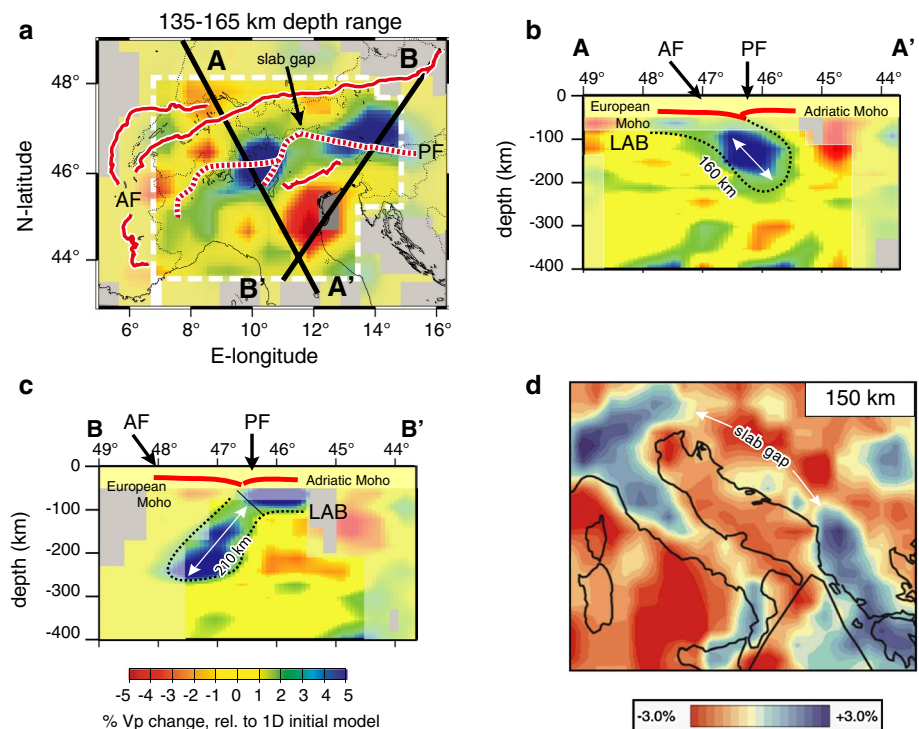 a
135-165 km depth range
A
B
slab gap
48°
46°
44°
N-latitude
AF
PF
B'
A'
6°
8°
10°
12°
14°
16°
E-longitude
b
A
AF
PF
A'
49°
48°
47°
46°
45°
44°
0
-100
-200
-300
-400
depth (km)
European
Moho
Adriatic Moho
LAB
160 km
c
B
AF
PF
B'
49°
48°
47°
46°
45°
44°
0
-100
-200
-300
-400
depth (km)
European
Moho
Adriatic Moho
LAB
210 km
-5 -4 -3 -2 -1 0 1 2 3 4 5
% Vp change, rel. to 1D initial model
d
150 km
slab gap
-3.0%
+3.0%